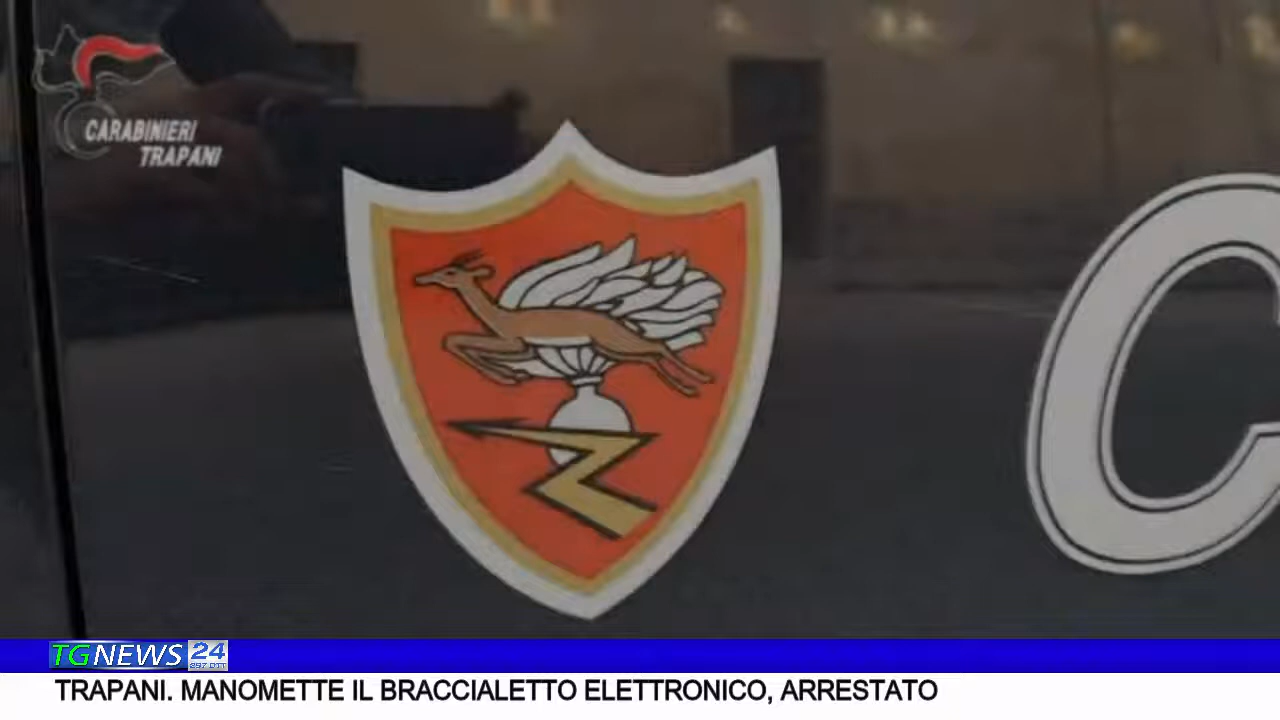 CARABINIERI
TRAPANI
C
TGNEWS 24
TRAPANI. MANOMETTE IL BRACCIALETTO ELETTRONICO, ARRESTATO